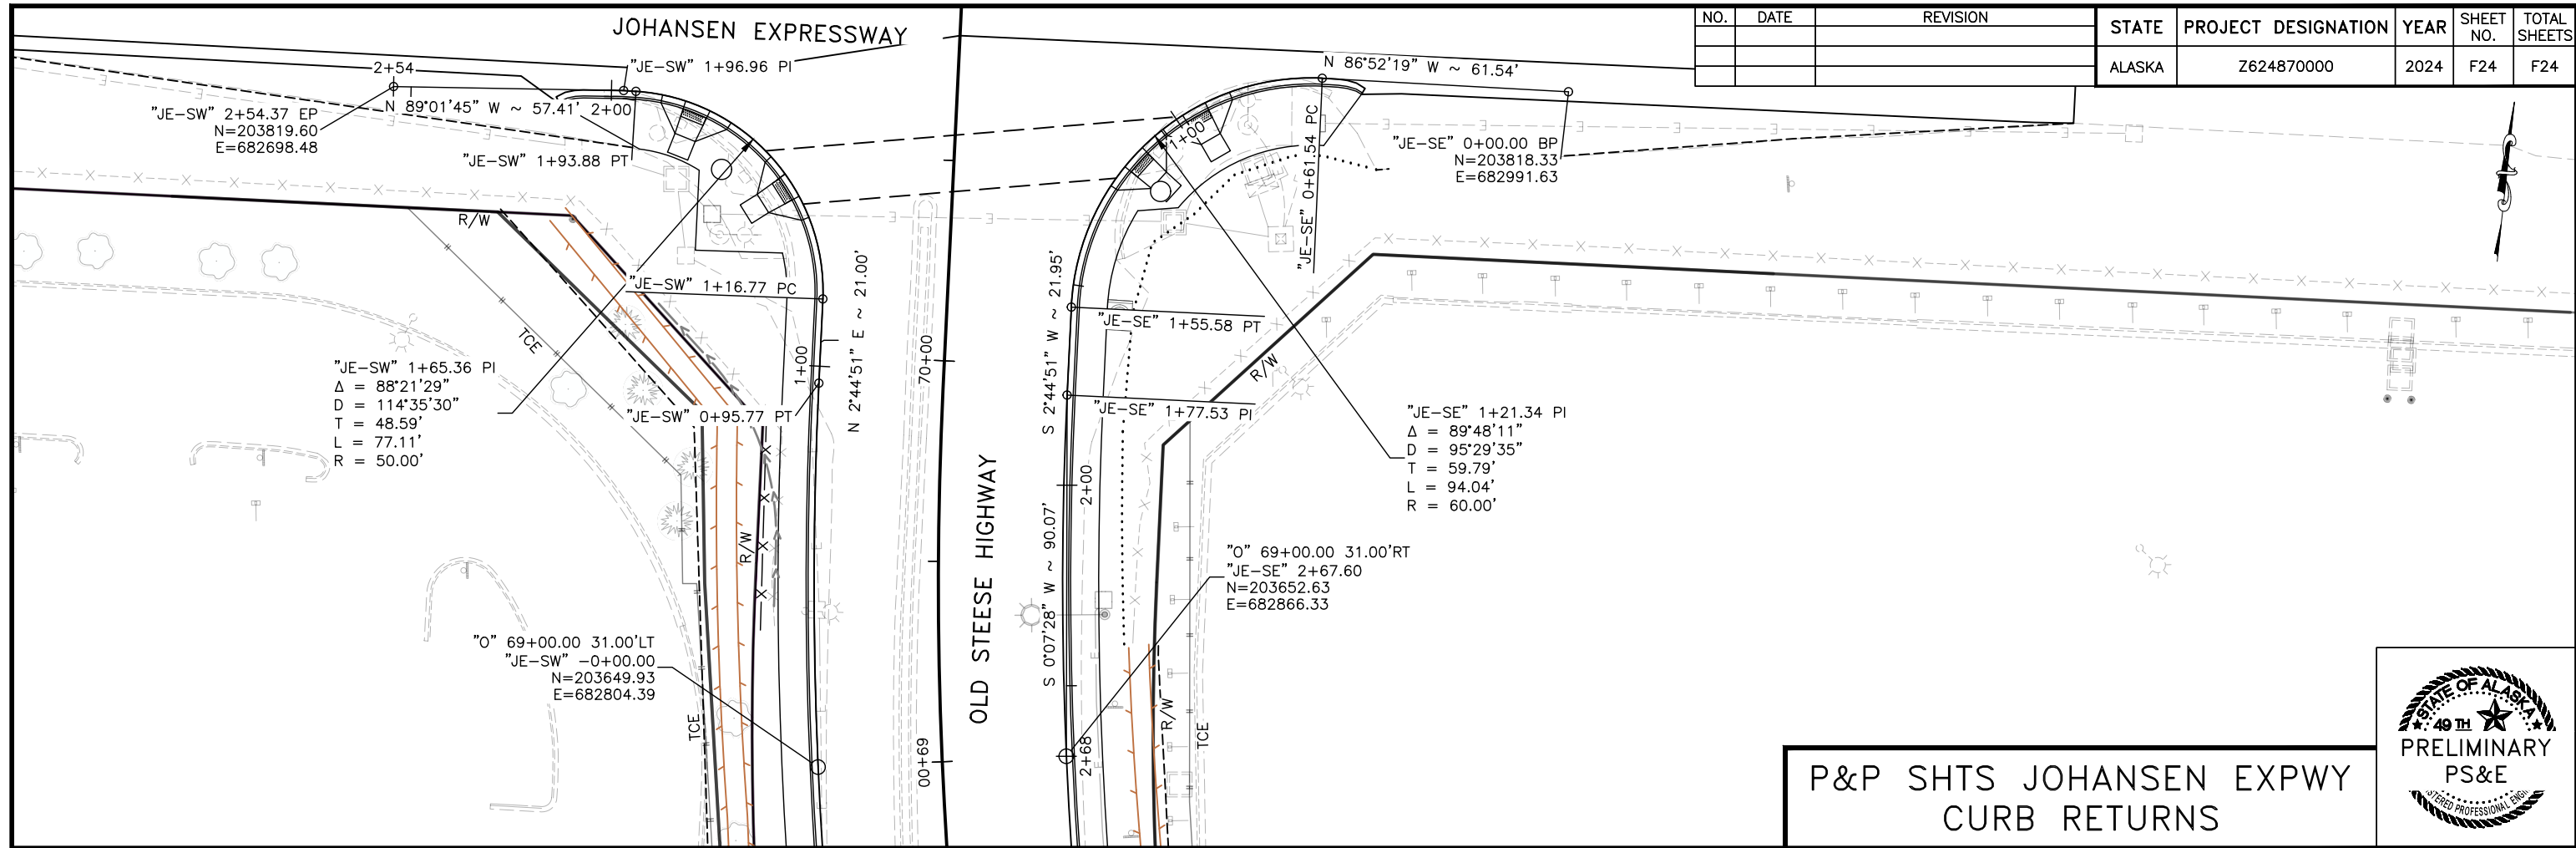 JOHANSEN EXPRESSWAY
2+54
"JE-SW" 1+96.96 PI
"JE-SW" 2+54.37 EP
N=203819.60
E=682698.48
N 89°01'45" W ~ 57.41'
2+00
"JE-SW" 1+93.88 PT
R/W
TCE
"JE-SW" 1+16.77 PC
"JE-SW" 1+65.36 PI
Δ = 88°21'29"
D = 114°35'30"
T = 48.59'
L = 77.11'
R = 50.00'
1+00
"JE-SW" 0+95.77 PT
N 2°44'51" E ~ 21.00'
70+00
R/W
"O" 69+00.00 31.00'LT
"JE-SW" -0+00.00
N=203649.93
E=682804.39
TCE
00+69
OLD STEESE HIGHWAY
N 86°52'19" W ~ 61.54'
1+00
"JE-SE" 0+61.54 PC
"JE-SE" 0+00.00 BP
N=203818.33
E=682991.63
S 2°44'51" W ~ 21.95'
"JE-SE" 1+55.58 PT
R/W
"JE-SE" 1+77.53 PI
"JE-SE" 1+21.34 PI
Δ = 89°48'11"
D = 95°29'35"
T = 59.79'
L = 94.04'
R = 60.00'
2+00
S 0°07'28" W ~ 90.07'
"O" 69+00.00 31.00'RT
"JE-SE" 2+67.60
N=203652.63
E=682866.33
2+68
R/W
TCE
NO. DATE REVISION
STATE PROJECT DESIGNATION YEAR SHEET NO. TOTAL SHEETS
ALASKA Z624870000 2024 F24 F24
P&P SHTS JOHANSEN EXPWY
CURB RETURNS
STATE OF ALASKA
49 TH
PRELIMINARY
PS&E